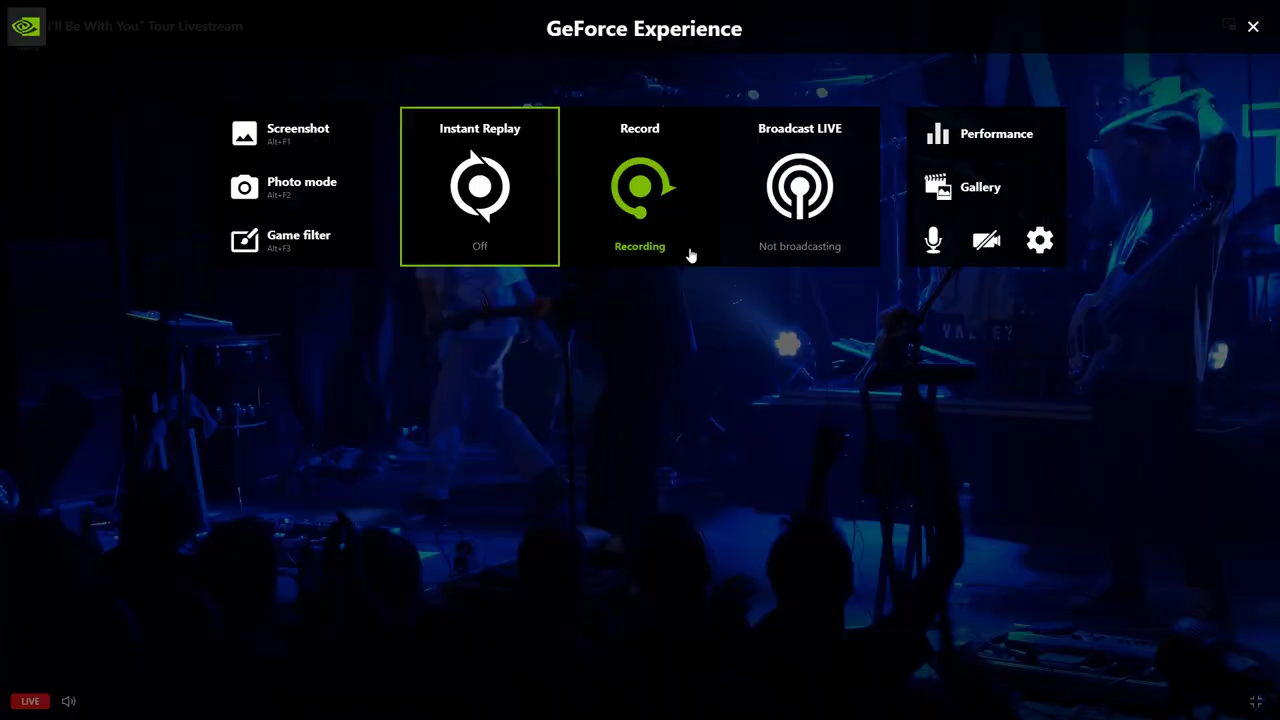 I'll Be With You" Tour Livestream
GeForce Experience
Screenshot
Alt+F1
Photo mode
Alt+F2
Game filter
Alt+F3
Instant Replay
Off
Record
Recording
Broadcast LIVE
Not broadcasting
Performance
Gallery
VALLEY
LIVE